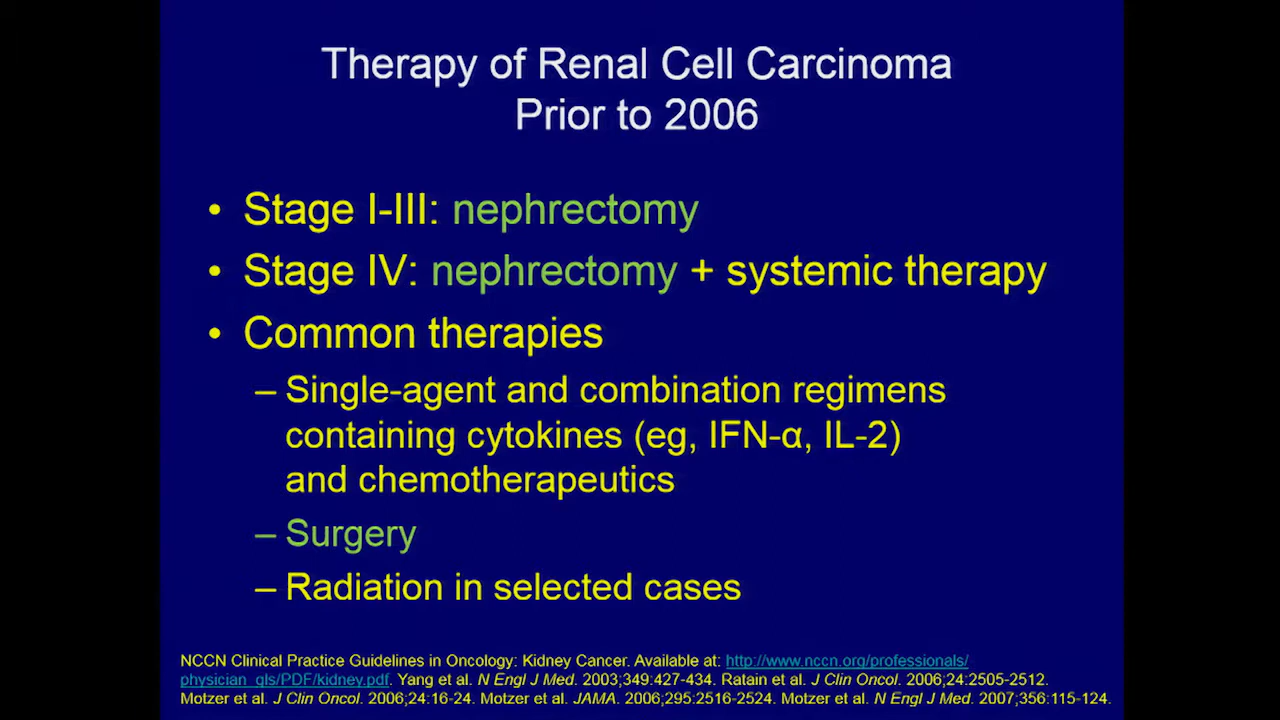 Therapy of Renal Cell Carcinoma
Prior to 2006
• Stage I-III: nephrectomy
• Stage IV: nephrectomy + systemic therapy
• Common therapies
– Single-agent and combination regimens
containing cytokines (eg, IFN-α, IL-2)
and chemotherapeutics
– Surgery
– Radiation in selected cases
NCCN Clinical Practice Guidelines in Oncology: Kidney Cancer. Available at: http://www.nccn.org/professionals/
physician_gls/PDF/kidney.pdf. Yang et al. N Engl J Med. 2003;349:427-434. Ratain et al. J Clin Oncol. 2006;24:2505-2512.
Motzer et al. J Clin Oncol. 2006;24:16-24. Motzer et al. JAMA. 2006;295:2516-2524. Motzer et al. N Engl J Med. 2007;356:115-124.